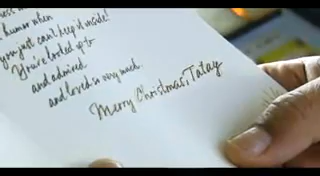 humor when
you just can't keep it inside!
You're looked up to
and admired
and loved so very much.
Merry Christmas, Tatay